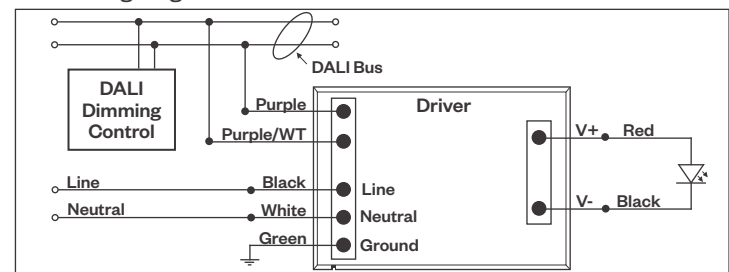 DALI Bus
DALI
Dimming
Control
Driver
Purple
Purple/WT
V+ Red
Line
Black
Line
Neutral
White
Neutral
V- Black
Green
Ground